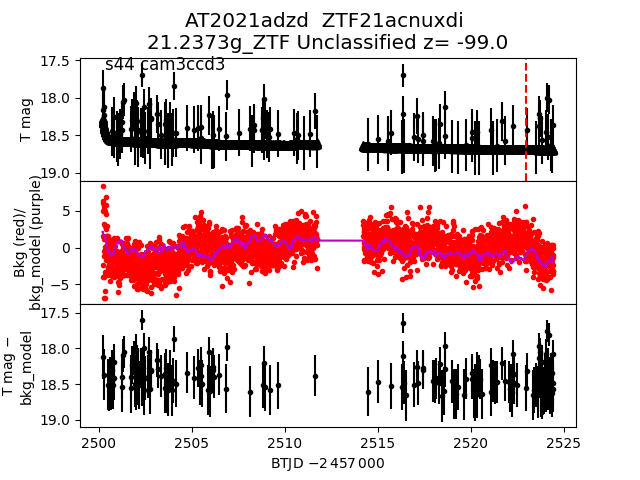 AT2021adzd  ZTF21acnuxdi
21.2373g_ZTF Unclassified z= -99.0
s44 cam3ccd3
T mag
17.5
18.0
18.5
19.0
Bkg (red)/
bkg_model (purple)
5
0
−5
T mag −
bkg_model
17.5
18.0
18.5
19.0
2500
2505
2510
2515
2520
2525
BTJD −2 457 000